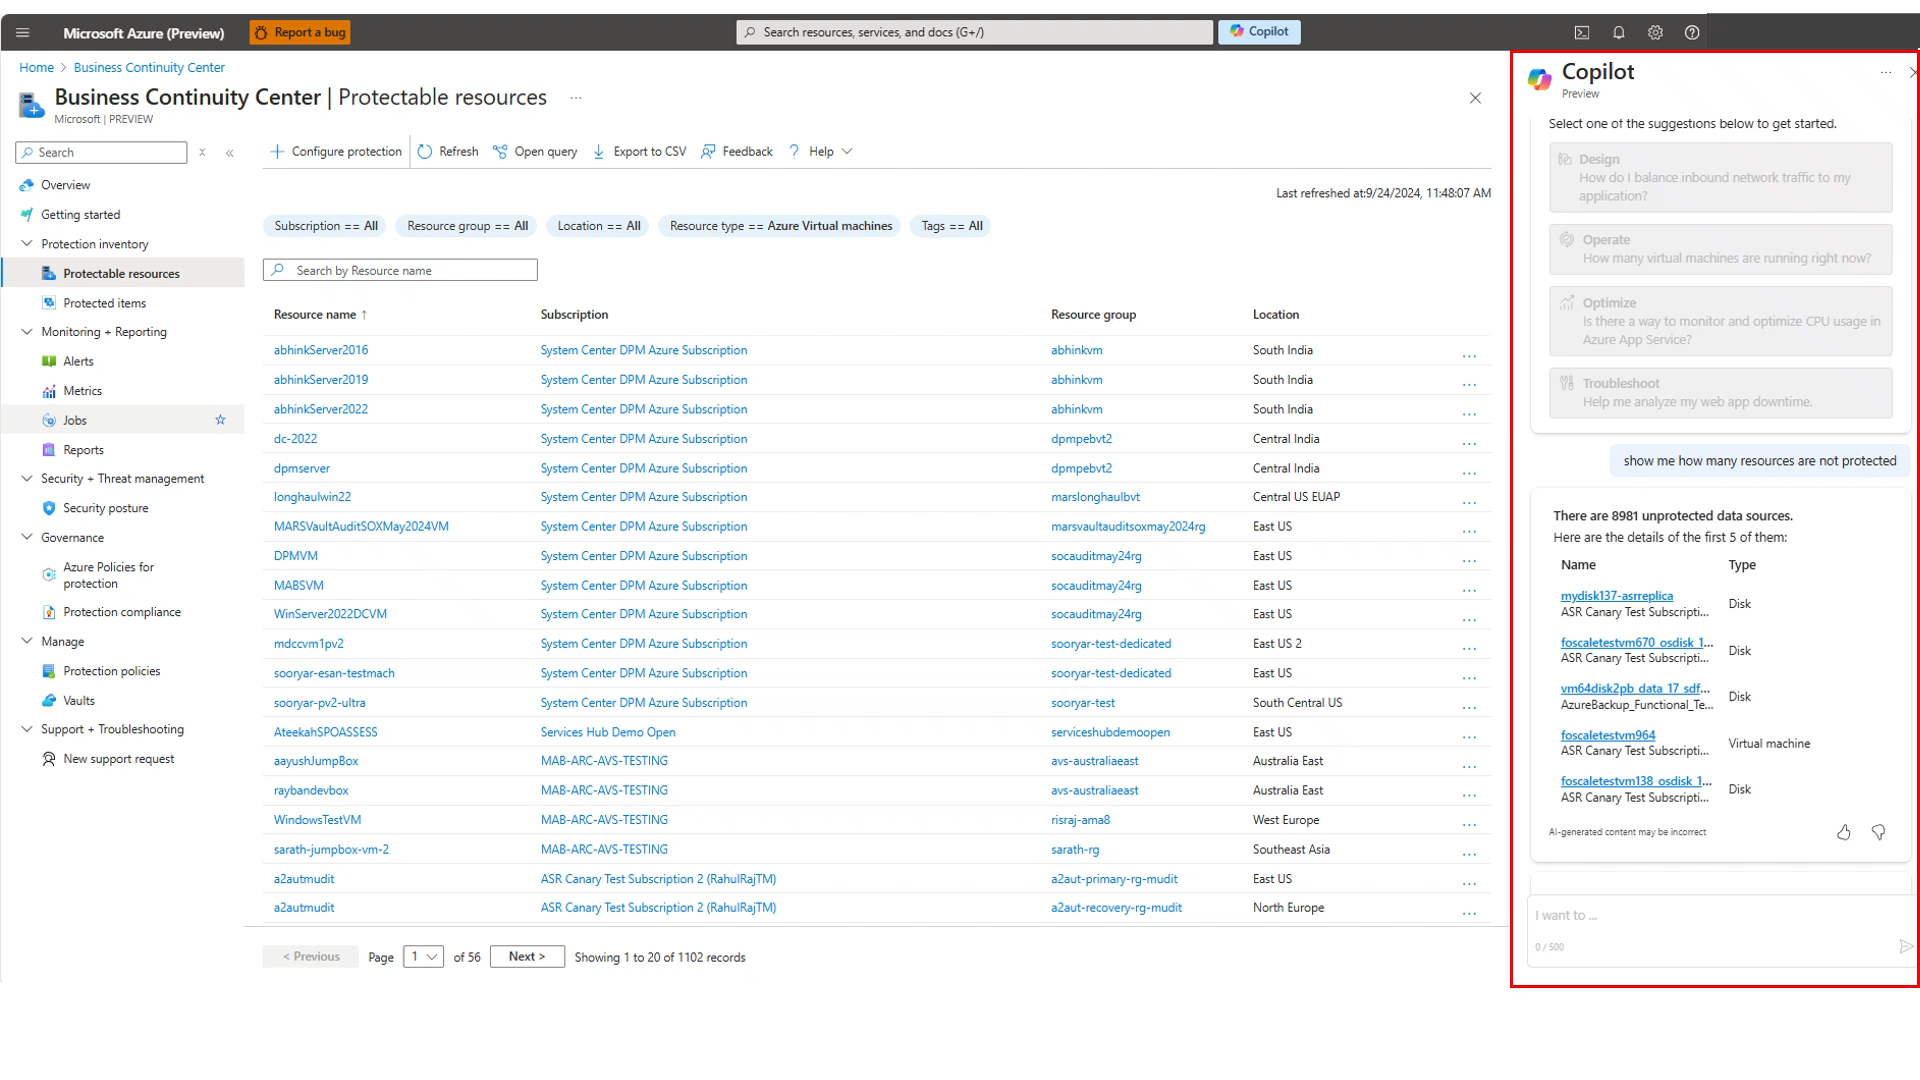 Microsoft Azure (Preview)
Report a bug
Search resources, services, and docs (G+/)
Copilot
Home > Business Continuity Center
Business Continuity Center | Protectable resources ...
Microsoft | PREVIEW
Search
Overview
Getting started
Protection inventory
Protectable resources
Protected items
Monitoring + Reporting
Alerts
Metrics
Jobs
Reports
Security + Threat management
Security posture
Governance
Azure Policies for
protection
Protection compliance
Manage
Protection policies
Vaults
Support + Troubleshooting
New support request
Configure protection Refresh Open query Export to CSV Feedback Help
Last refreshed at:9/24/2024, 11:48:07 AM
Subscription == All Resource group == All Location == All Resource type == Azure Virtual machines Tags == All
Search by Resource name
Resource name ↑ Subscription Resource group Location
abhinkServer2016 System Center DPM Azure Subscription abhinkvm South India ...
abhinkServer2019 System Center DPM Azure Subscription abhinkvm South India ...
abhinkServer2022 System Center DPM Azure Subscription abhinkvm South India ...
dc-2022 System Center DPM Azure Subscription dpmpebvt2 Central India ...
dpmserver System Center DPM Azure Subscription dpmpebvt2 Central India ...
longhaulwin22 System Center DPM Azure Subscription marslonghaulbvt Central US EUAP ...
MARSVaultAuditSOXMay2024VM System Center DPM Azure Subscription marsvaultauditsoxmay2024rg East US ...
DPMVM System Center DPM Azure Subscription socauditmay24rg East US ...
MABSVM System Center DPM Azure Subscription socauditmay24rg East US ...
WinServer2022DCVM System Center DPM Azure Subscription socauditmay24rg East US ...
mdccvm1pv2 System Center DPM Azure Subscription sooryar-test-dedicated East US 2 ...
sooryar-esan-testmach System Center DPM Azure Subscription sooryar-test-dedicated East US ...
sooryar-pv2-ultra System Center DPM Azure Subscription sooryar-test South Central US ...
AteekahSPOASSESS Services Hub Demo Open serviceshubdemoopen East US ...
aayushJumpBox MAB-ARC-AVS-TESTING avs-australiaeast Australia East ...
raybandevbox MAB-ARC-AVS-TESTING avs-australiaeast Australia East ...
WindowsTestVM MAB-ARC-AVS-TESTING risraj-ama8 West Europe ...
sarath-jumpbox-vm-2 MAB-ARC-AVS-TESTING sarath-rg Southeast Asia ...
a2autmudit ASR Canary Test Subscription 2 (RahulRajTM) a2aut-primary-rg-mudit East US ...
a2autmudit ASR Canary Test Subscription 2 (RahulRajTM) a2aut-recovery-rg-mudit North Europe ...
< Previous Page 1 of 56 Next > Showing 1 to 20 of 1102 records
Copilot ...
Preview
Select one of the suggestions below to get started.
Design
How do I balance inbound network traffic to my
application?
Operate
How many virtual machines are running right now?
Optimize
Is there a way to monitor and optimize CPU usage in
Azure App Service?
Troubleshoot
Help me analyze my web app downtime.
show me how many resources are not protected
There are 8981 unprotected data sources.
Here are the details of the first 5 of them:
Name Type
mydisk137-asrreplica
ASR Canary Test Subscripti... Disk
foscaletestvm670_osdisk_1...
ASR Canary Test Subscripti... Disk
vm64disk2pb_data_17_sdf...
AzureBackup_Functional_Te... Disk
foscaletestvm964
ASR Canary Test Subscripti... Virtual machine
foscaletestvm138_osdisk_1...
ASR Canary Test Subscripti... Disk
AI-generated content may be incorrect
I want to ...
0 / 500